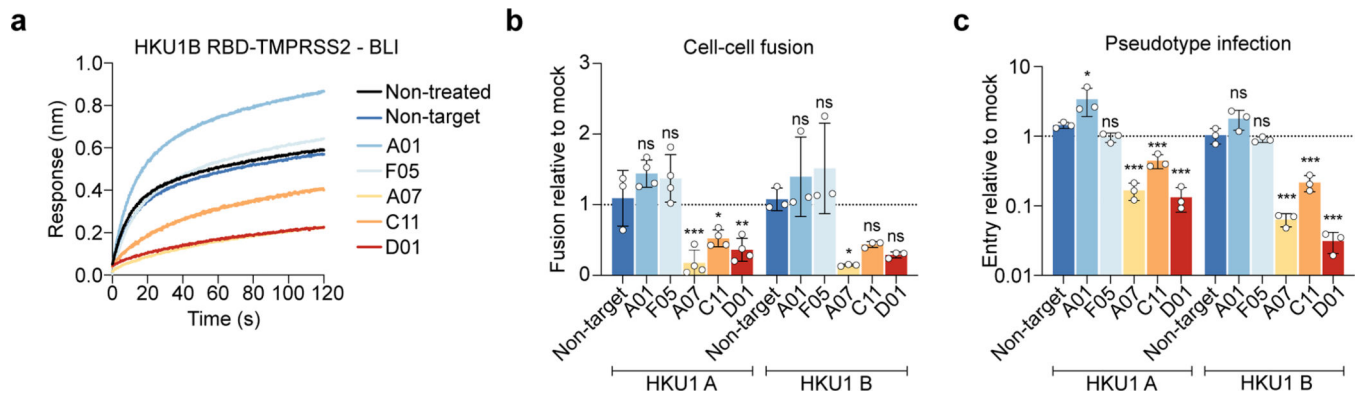 a
HKU1B RBD-TMPRSS2 - BLI
Response (nm)
1.0
0.8
0.6
0.4
0.2
0.0
0 20 40 60 80 100 120
Time (s)
Non-treated
Non-target
A01
F05
A07
C11
D01
b
Cell-cell fusion
Fusion relative to mock
3
2
1
0
ns ns *** * ** ns ns * ns ns
Non-target A01 F05 A07 C11 D01 Non-target A01 F05 A07 C11 D01
HKU1 A HKU1 B
c
Pseudotype infection
Entry relative to mock
10
1
0.1
0.01
* ns *** *** *** ns ns *** *** ***
Non-target A01 F05 A07 C11 D01 Non-target A01 F05 A07 C11 D01
HKU1 A HKU1 B